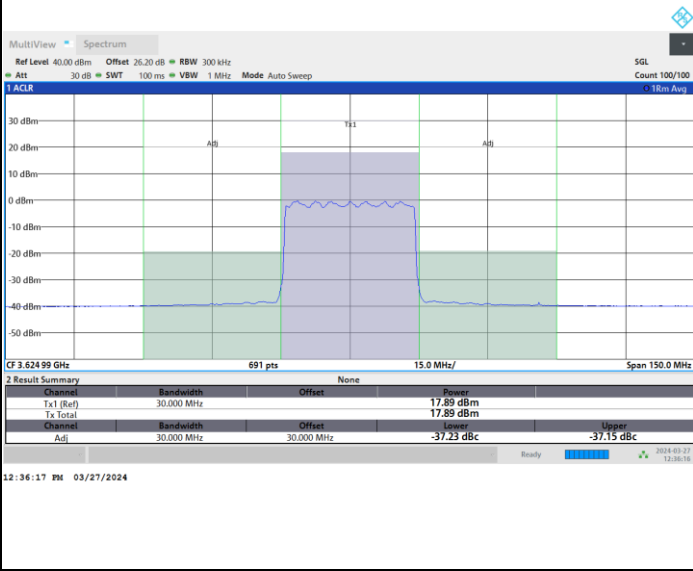 MultiView Spectrum
Ref Level 40.00 dBm Offset 26.20 dB RBW 300 kHz SGL
Att 30 dB SWT 100 ms VBW 1 MHz Mode Auto Sweep Count 100/100
1 ACLR 1Rm Avg
30 dBm
Tx1
20 dBm
Adj Adj
10 dBm
0 dBm
-10 dBm
-20 dBm
-30 dBm
-40 dBm
-50 dBm
CF 3.624 99 GHz 691 pts 15.0 MHz/ Span 150.0 MHz
2 Result Summary None
Channel Bandwidth Offset Power
Tx1 (Ref) 30.000 MHz 17.89 dBm
Tx Total 17.89 dBm
Channel Bandwidth Offset Lower Upper
Adj 30.000 MHz 30.000 MHz -37.23 dBc -37.15 dBc
Ready 2024-03-27
12:36:16
12:36:17 PM 03/27/2024